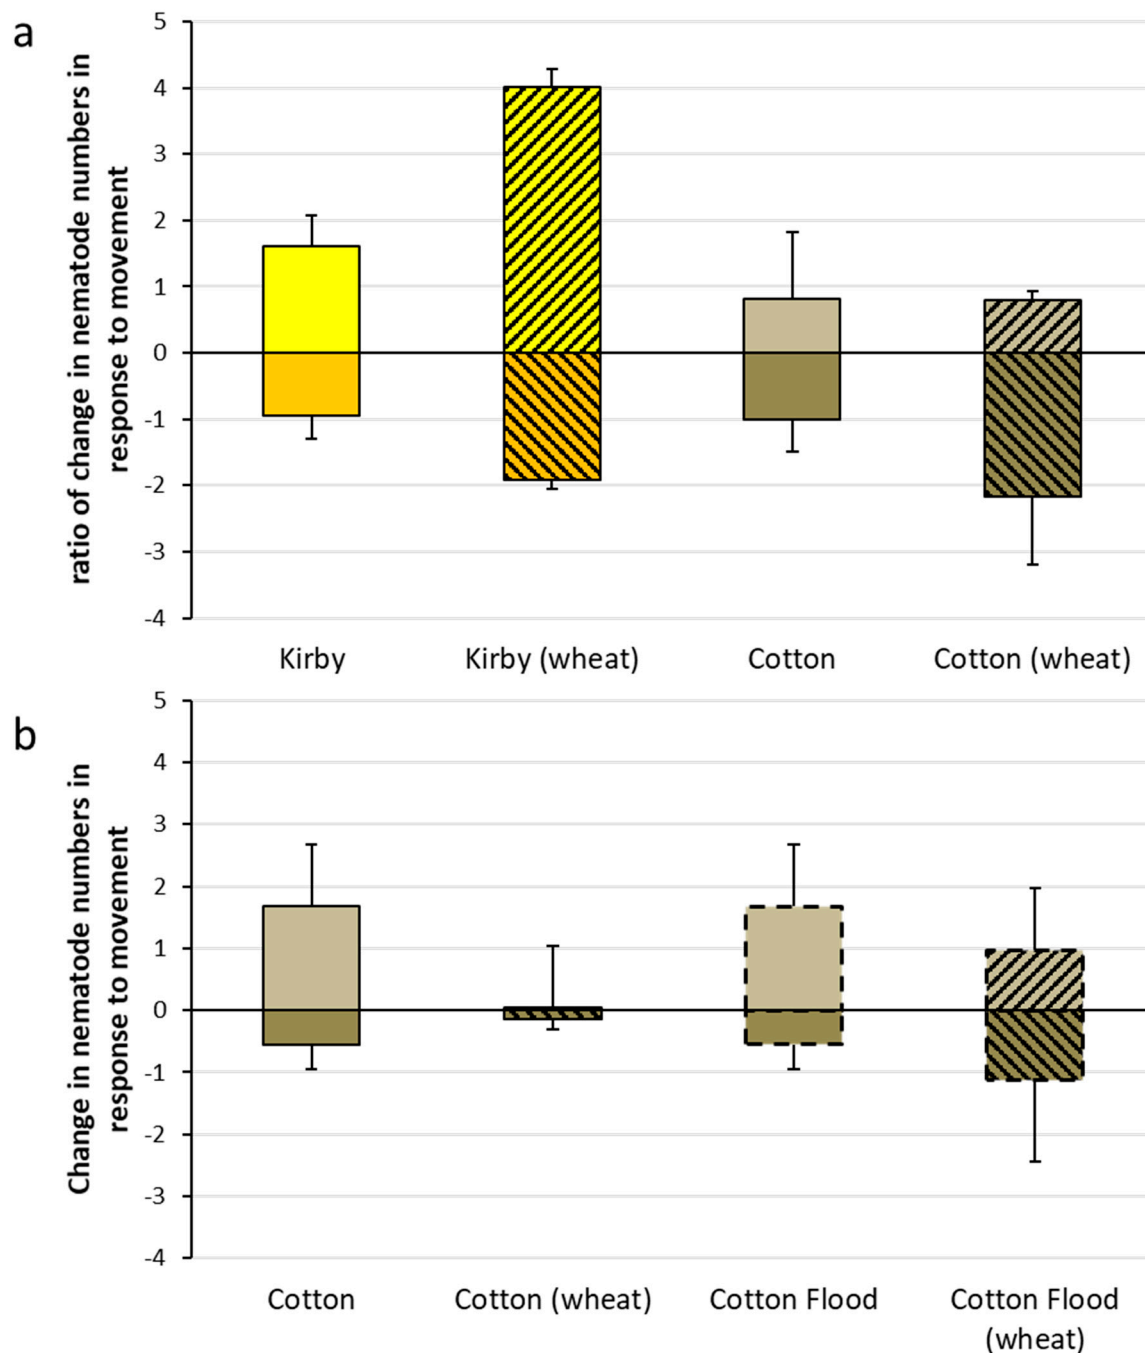 a
ratio of change in nematode numbers in
response to movement
5
4
3
2
1
0
-1
-2
-3
-4
Kirby
Kirby (wheat)
Cotton
Cotton (wheat)
b
Change in nematode numbers in
response to movement
5
4
3
2
1
0
-1
-2
-3
-4
Cotton
Cotton (wheat)
Cotton Flood
Cotton Flood
(wheat)